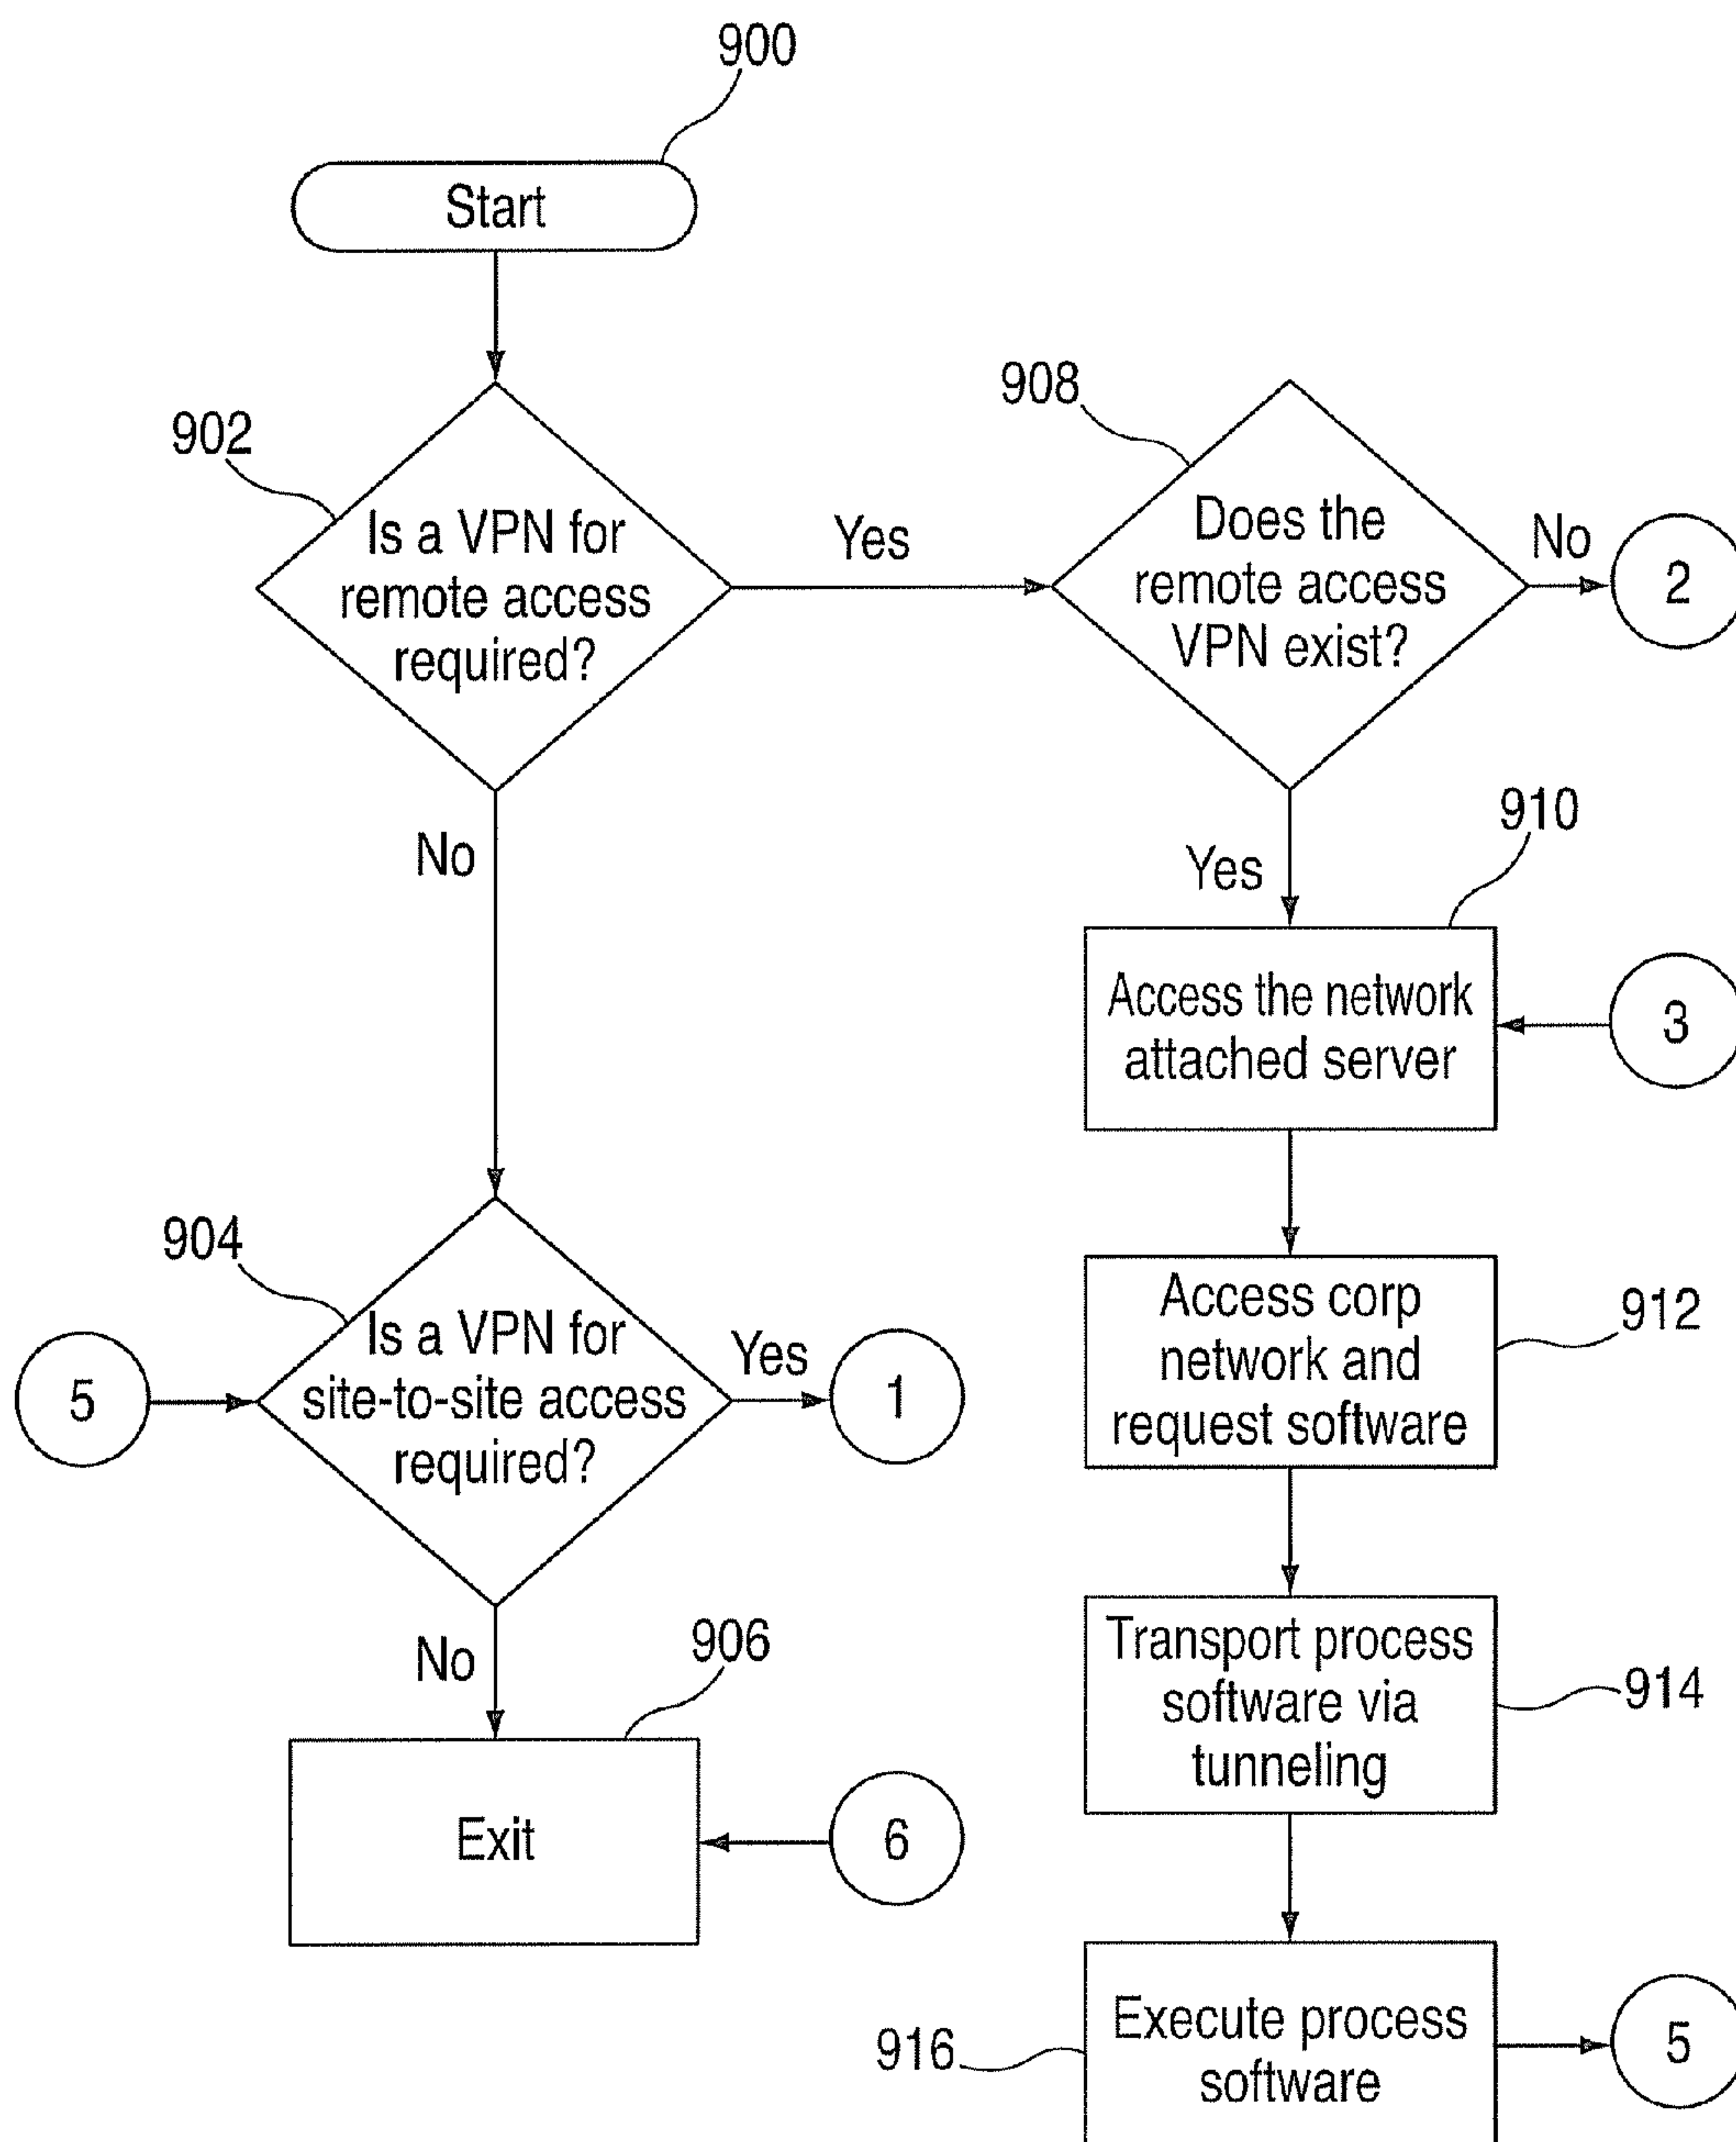 900
Start
902
Is a VPN for
remote access
required?
Yes
908
Does the
remote access
VPN exist?
No
2
No
Yes
910
Access the network
attached server
3
904
5
Is a VPN for
site-to-site access
required?
Yes
1
Access corp
network and
request software
912
No
906
Exit
6
Transport process
software via
tunneling
914
916
Execute process
software
5